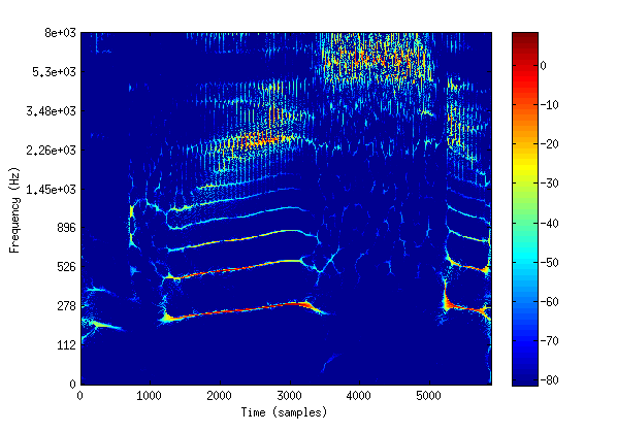 8e+03
5.3e+03
3.48e+03
2.26e+03
1.45e+03
896
526
278
112
0
Frequency (Hz)
0 1000 2000 3000 4000 5000
Time (samples)
0
-10
-20
-30
-40
-50
-60
-70
-80